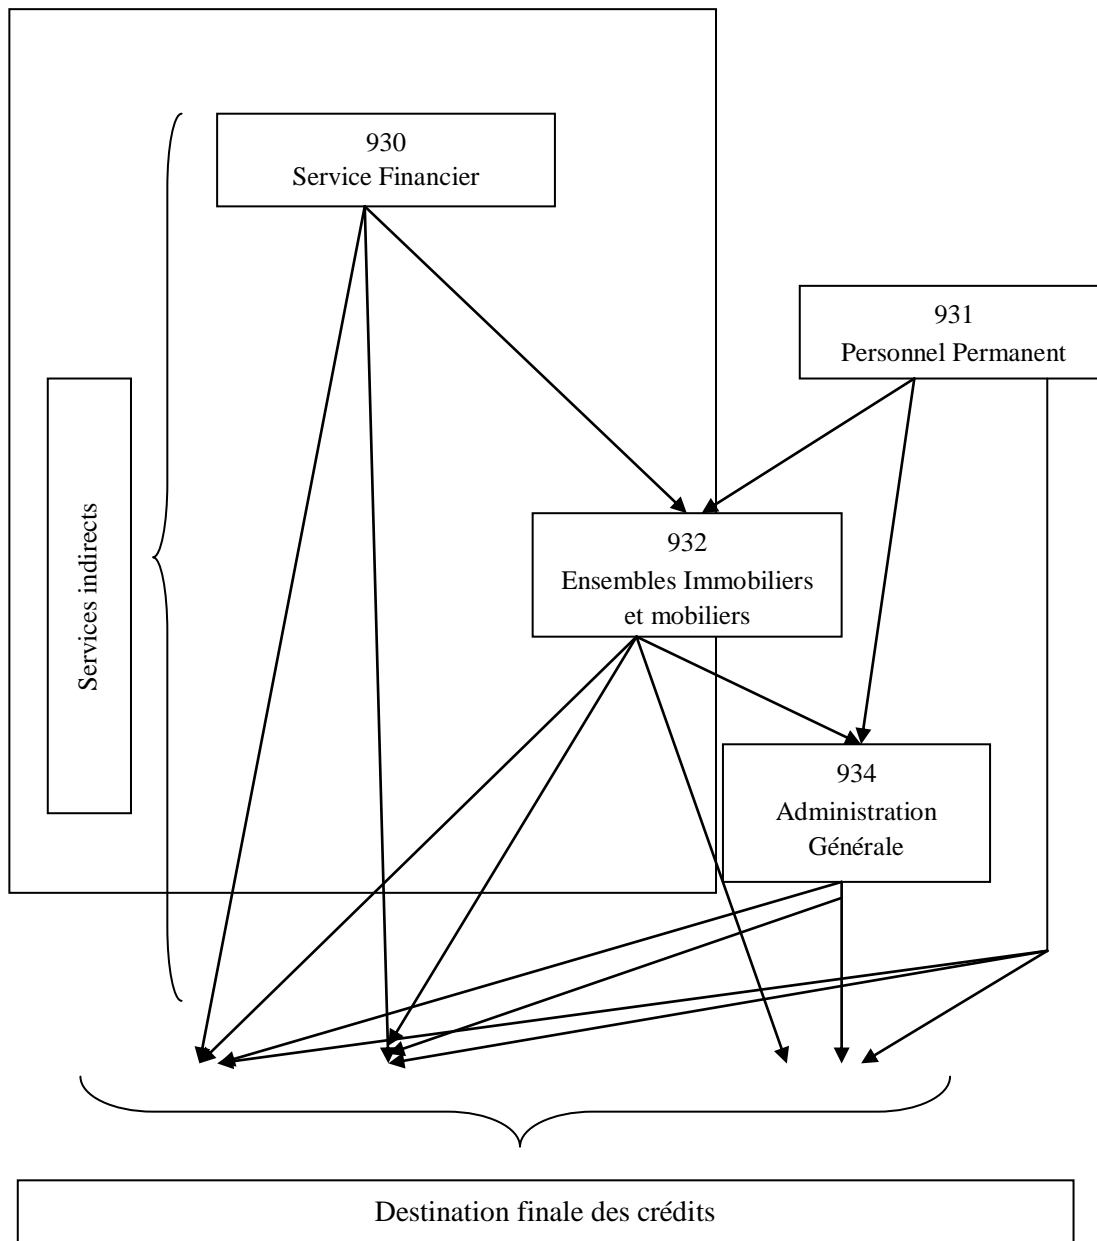 930
Service Financier
931
Personnel Permanent
932
Ensembles Immobiliers
et mobiliers
Services indirects
934
Administration
Générale
Destination finale des crédits